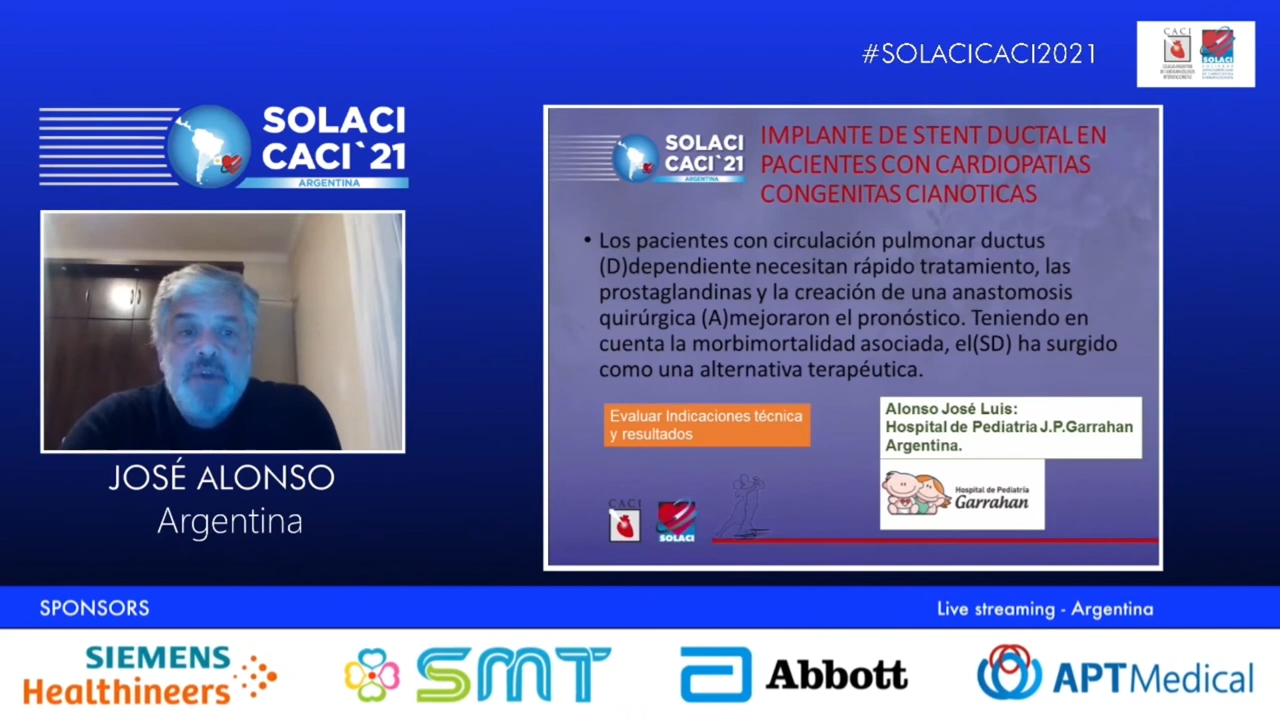 #SOLACICACI2021
CACI
SOLACI
SOLACI
CACI`21
ARGENTINA
JOSÉ ALONSO
Argentina
SOLACI
CACI`21
ARGENTINA
IMPLANTE DE STENT DUCTAL EN
PACIENTES CON CARDIOPATIAS
CONGENITAS CIANOTICAS
• Los pacientes con circulación pulmonar ductus
(D)dependiente necesitan rápido tratamiento, las
prostaglandinas y la creación de una anastomosis
quirúrgica (A)mejoraron el pronóstico. Teniendo en
cuenta la morbimortalidad asociada, el(SD) ha surgido
como una alternativa terapéutica.
Evaluar Indicaciones técnica
y resultados
Alonso José Luis:
Hospital de Pediatria J.P.Garrahan
Argentina.
Hospital de Pediatría
Garrahan
CACI
SOLACI
SPONSORS
Live streaming - Argentina
SIEMENS
Healthineers
SMT
Abbott
APT Medical